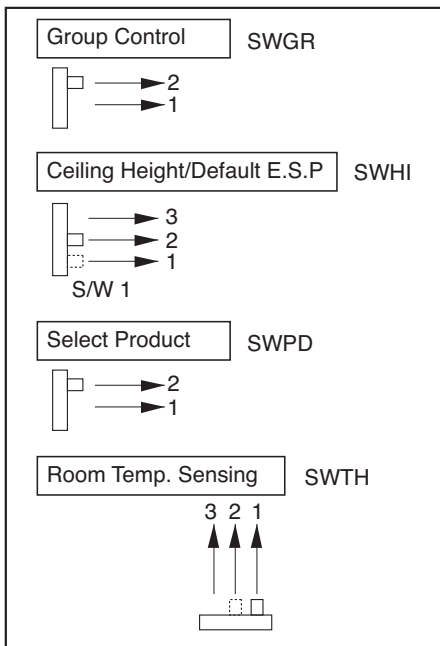 Group Control SWGR
2
1
Ceiling Height/Default E.S.P SWHI
3
2
1
S/W 1
Select Product SWPD
2
1
Room Temp. Sensing SWTH
3 2 1